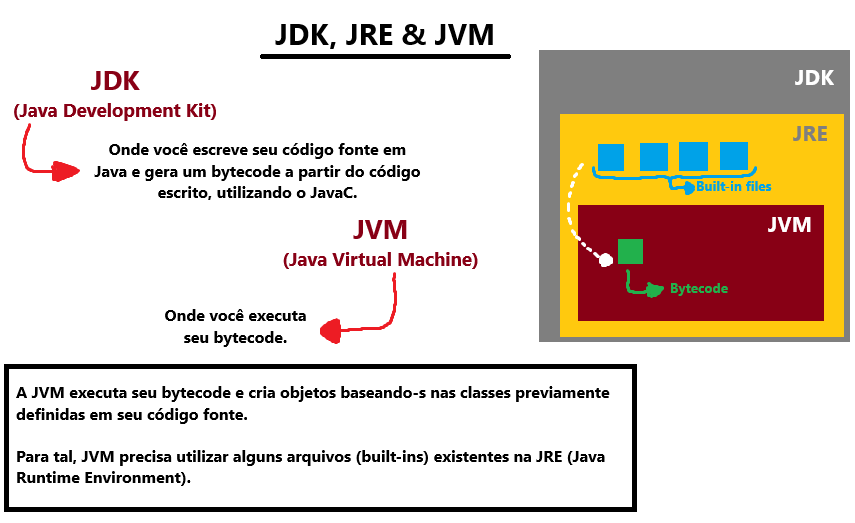 JDK, JRE & JVM
JDK
(Java Development Kit)
Onde você escreve seu código fonte em
Java e gera um bytecode a partir do código
escrito, utilizando o JavaC.
JVM
(Java Virtual Machine)
Onde você executa
seu bytecode.
JDK
JRE
Built-in files
JVM
Bytecode
A JVM executa seu bytecode e cria objetos baseando-s nas classes previamente
definidas em seu código fonte.
Para tal, JVM precisa utilizar alguns arquivos (built-ins) existentes na JRE (Java
Runtime Environment).